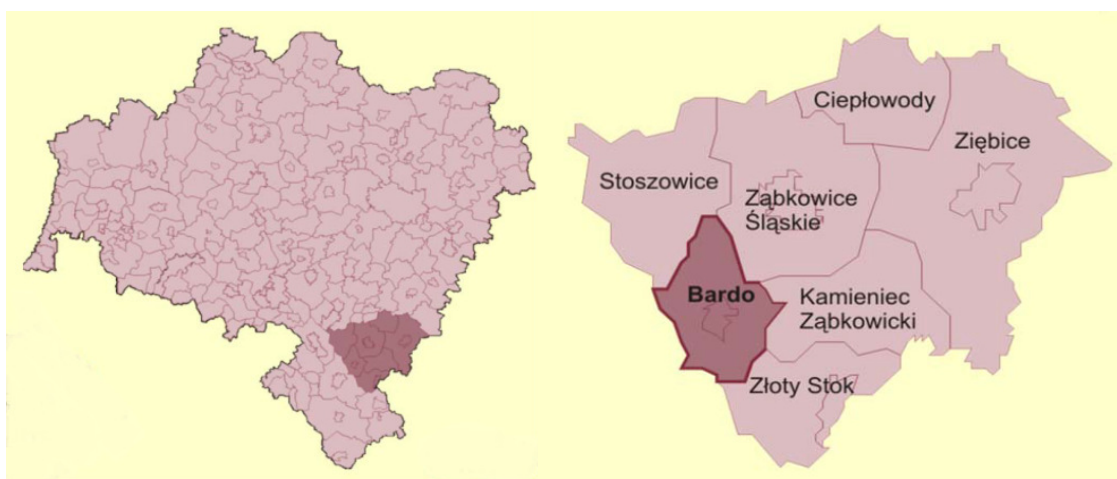 Ciepłowody
Ziębice
Stoszowice
Ząbkowice
Śląskie
Bardo
Kamieniec
Ząbkowicki
Złoty Stok